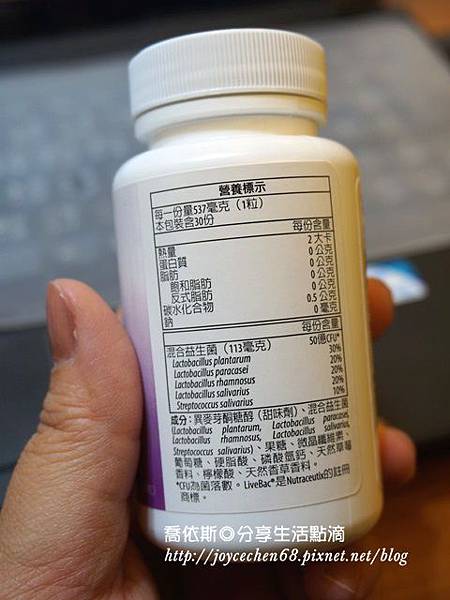 營養標示
每一份量537毫克（1粒）
本包裝含30份
每份含量
熱量 2 大卡
蛋白質 0 公克
脂肪 0 公克
飽和脂肪 0 公克
反式脂肪 0 公克
碳水化合物 0.5 公克
鈉 0 毫克
每份含量
混合益生菌（113毫克） 50億CFU*
Lactobacillus plantarum 30%
Lactobacillus paracasei 20%
Lactobacillus rhamnosus 20%
Lactobacillus salivarius 20%
Streptococcus salivarius 10%
成分：異麥芽酮糖醇（甜味劑）、混合益生菌
(Lactobacillus plantarum, Lactobacillus paracasei,
Lactobacillus rhamnosus, Lactobacillus salivarius,
Streptococcus salivarius)、果糖、微晶纖維素、
葡萄糖、硬脂酸、磷酸氫鈣、天然草莓
香料、檸檬酸、天然香草香料。
*CFU為菌落數。LiveBac®是Nutraceutix的註冊
商標。
喬依斯◎分享生活點滴
http://joycechen68.pixnet.net/blog